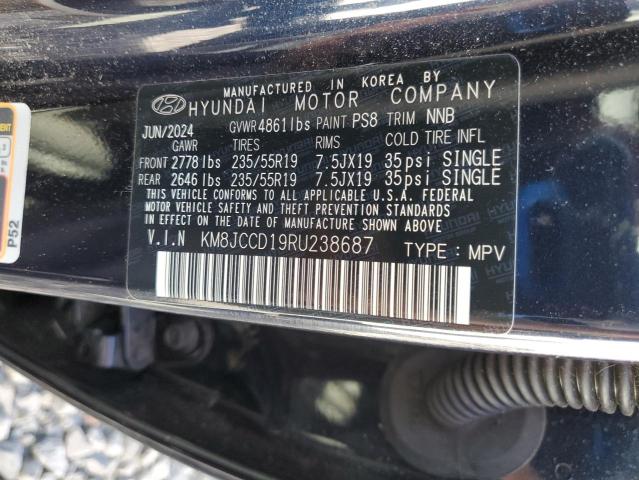 MANUFACTURED IN KOREA BY
HYUNDAI MOTOR COMPANY
JUN/2024 GVWR 4861lbs PAINT PS8 TRIM NNB
GAWR TIRES RIMS COLD TIRE INFL
FRONT 2778lbs 235/55R19 7.5JX19 35psi SINGLE
REAR 2646lbs 235/55R19 7.5JX19 35psi SINGLE
THIS VEHICLE CONFORMS TO ALL APPLICABLE U.S.A. FEDERAL
MOTOR VEHICLE SAFETY AND THEFT PREVENTION STANDARDS
IN EFFECT ON THE DATE OF MANUFACTURE SHOWN ABOVE
V.I.N KM8JCCD19RU238687 TYPE : MPV
P52